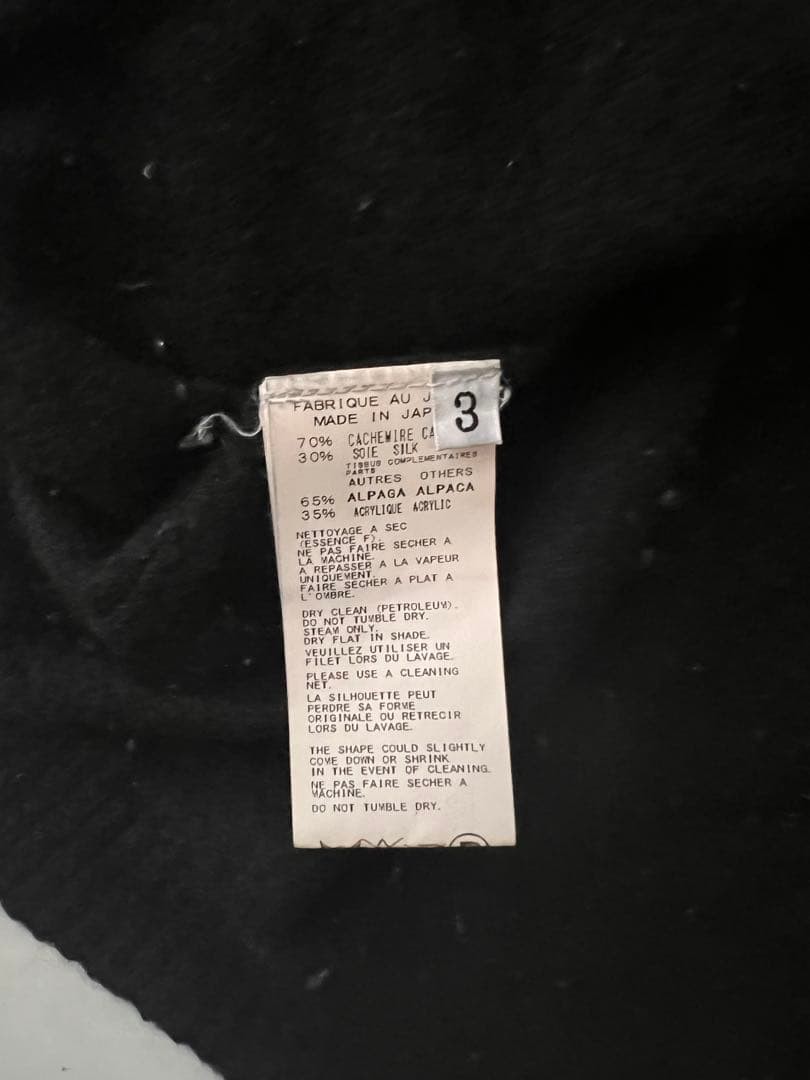 FABRIQUE AU J
MADE IN JAP
3
70% CACHEMIRE CA
30% SOIE SILK
TISSUS COMPLEMENTAIRES
PARTS
AUTRES OTHERS
65% ALPAGA ALPACA
35% ACRYLIQUE ACRYLIC
NETTOYAGE A SEC
(ESSENCE F).
NE PAS FAIRE SECHER A
LA MACHINE.
A REPASSER A LA VAPEUR
UNIQUEMENT.
FAIRE SECHER A PLAT A
L'OMBRE.
DRY CLEAN (PETROLEUM).
DO NOT TUMBLE DRY.
STEAM ONLY.
DRY FLAT IN SHADE.
VEUILLEZ UTILISER UN
FILET LORS DU LAVAGE.
PLEASE USE A CLEANING
NET.
LA SILHOUETTE PEUT
PERDRE SA FORME
ORIGINALE OU RETRECIR
LORS DU LAVAGE.
THE SHAPE COULD SLIGHTLY
COME DOWN OR SHRINK
IN THE EVENT OF CLEANING.
NE PAS FAIRE SECHER A
MACHINE.
DO NOT TUMBLE DRY.